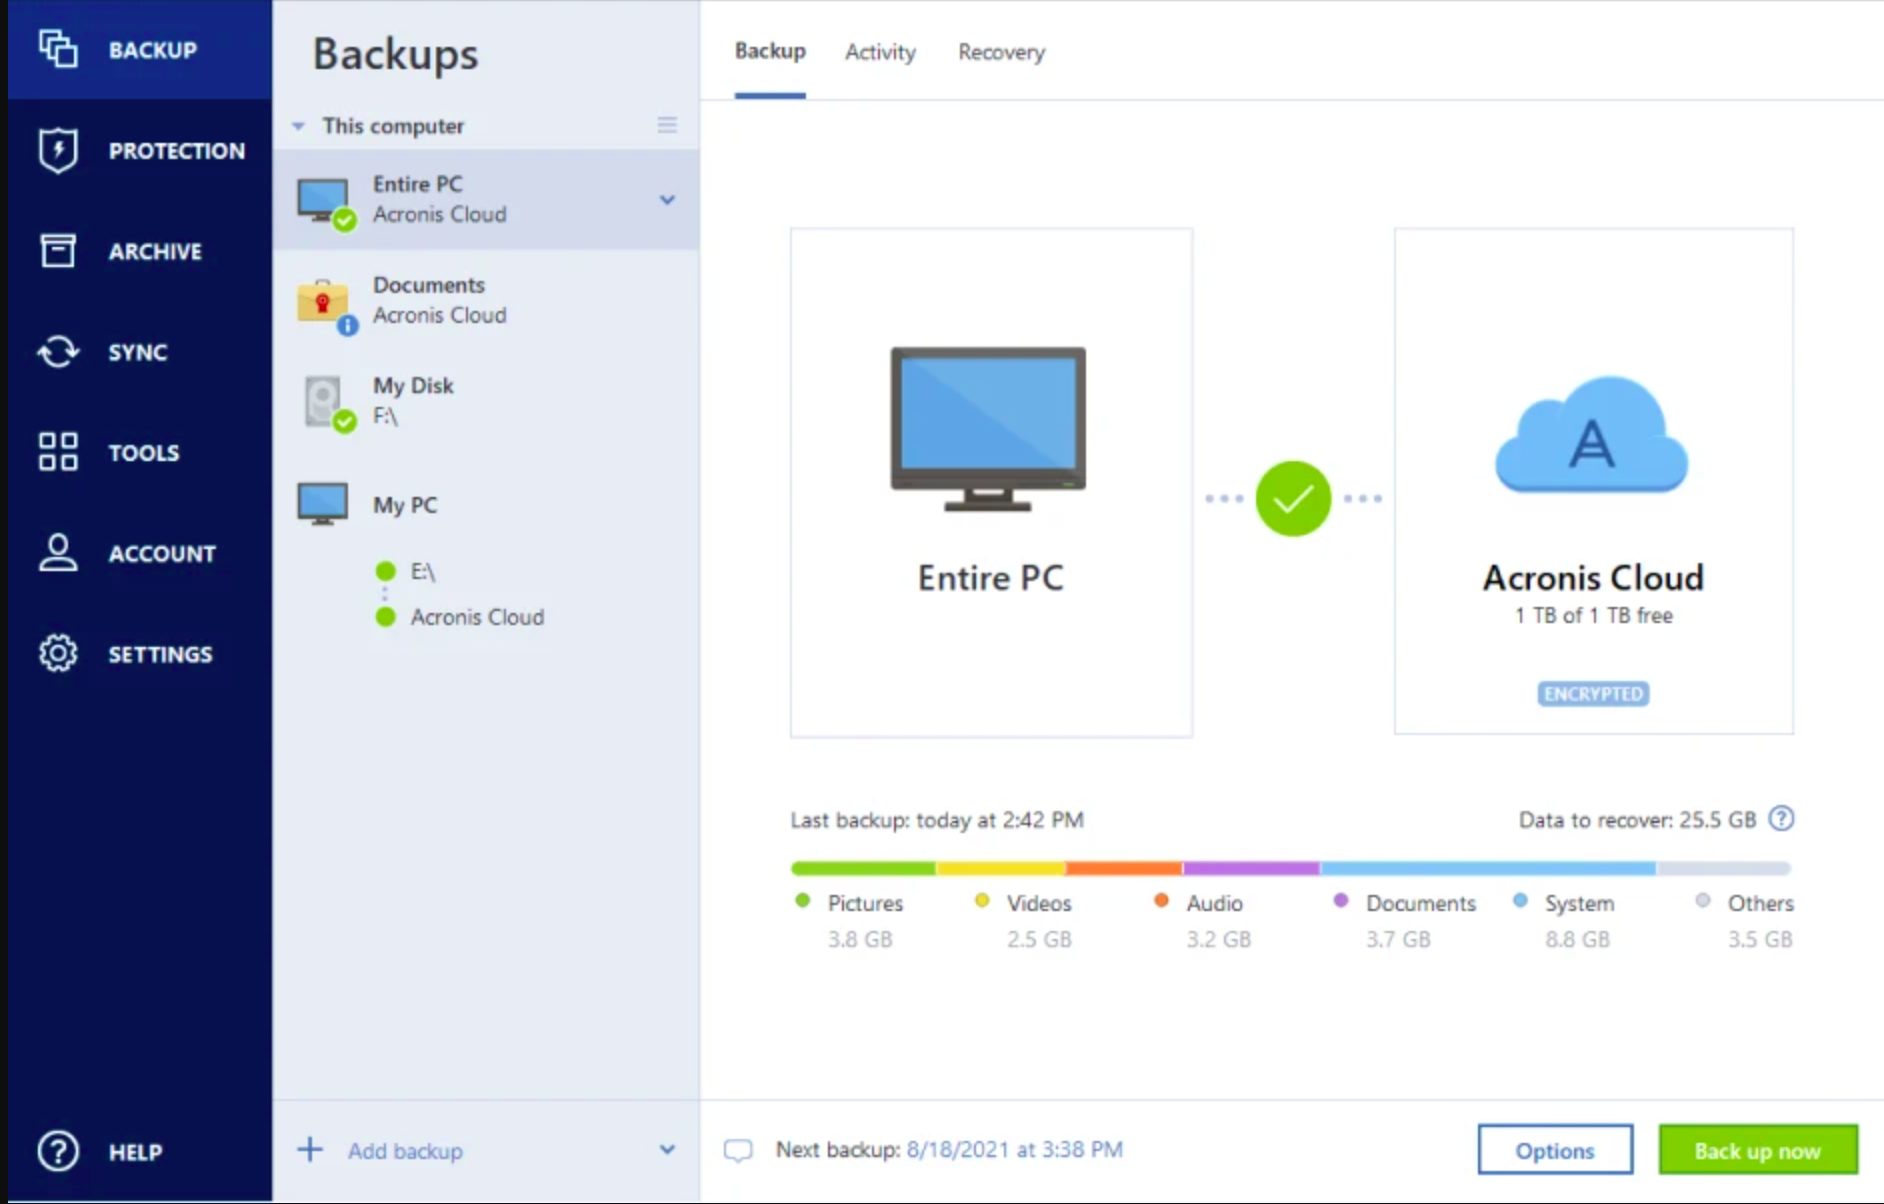 BACKUP
PROTECTION
ARCHIVE
SYNC
TOOLS
ACCOUNT
SETTINGS
HELP
Backups
This computer
Entire PC
Acronis Cloud
Documents
Acronis Cloud
My Disk
F:\
My PC
E:\
Acronis Cloud
Add backup
Backup Activity Recovery
Entire PC
A
Acronis Cloud
1 TB of 1 TB free
ENCRYPTED
Last backup: today at 2:42 PM
Data to recover: 25.5 GB ?
Pictures Videos Audio Documents System Others
3.8 GB 2.5 GB 3.2 GB 3.7 GB 8.8 GB 3.5 GB
Next backup: 8/18/2021 at 3:38 PM
Options
Back up now